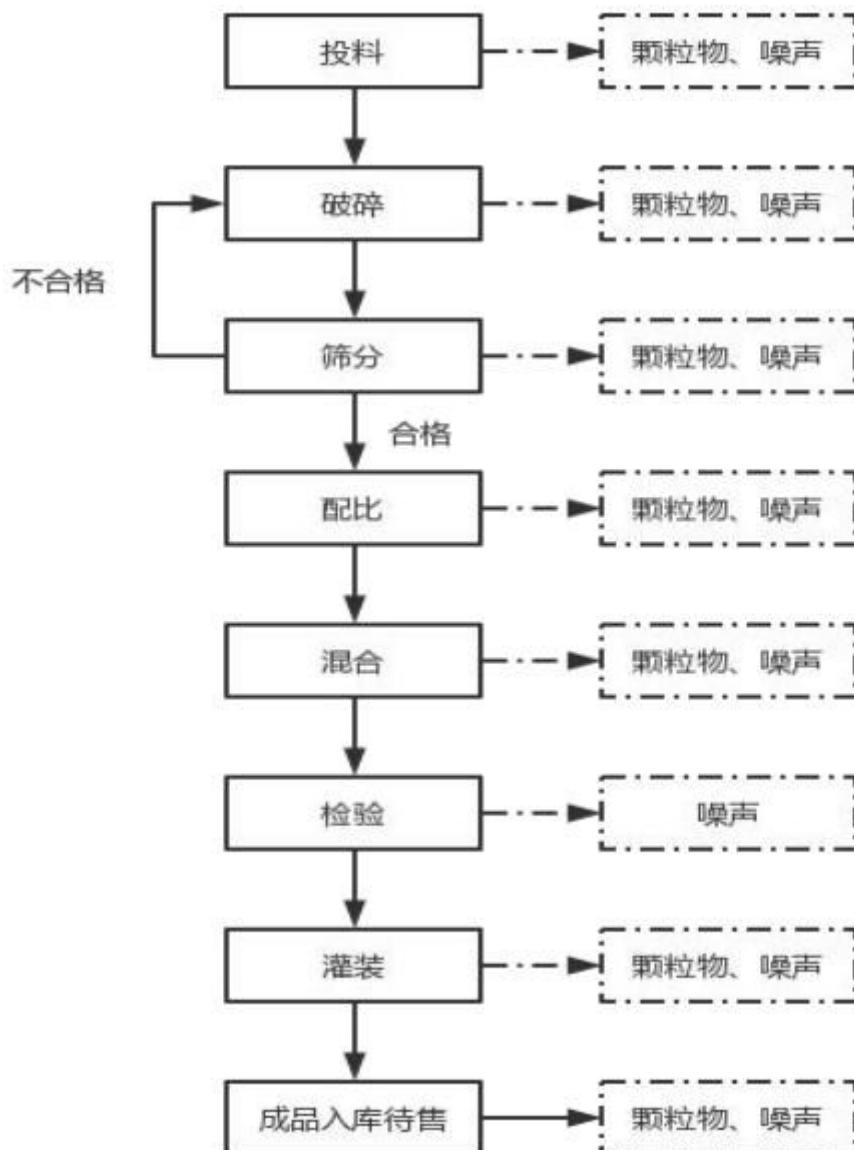 投料
颗粒物、噪声
破碎
颗粒物、噪声
不合格
筛分
颗粒物、噪声
合格
配比
颗粒物、噪声
混合
颗粒物、噪声
检验
噪声
灌装
颗粒物、噪声
成品入库待售
颗粒物、噪声